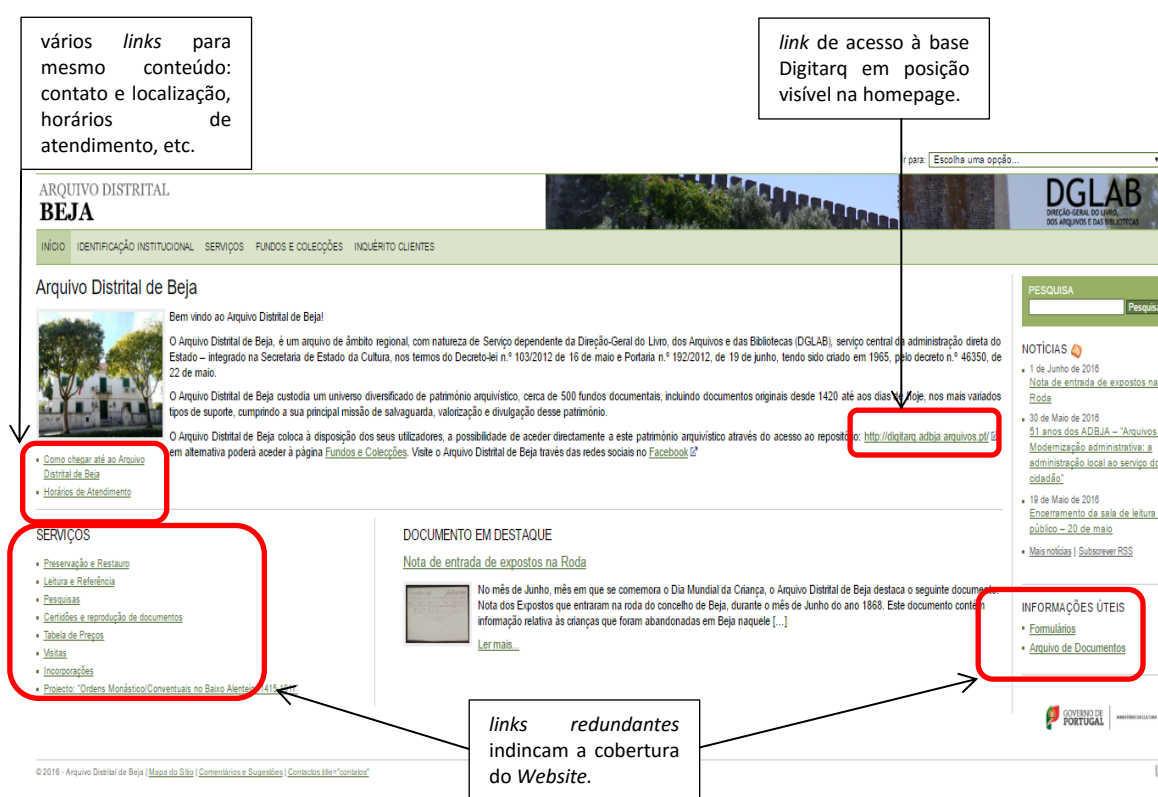 vários links para
mesmo conteúdo:
contato e localização,
horários de
atendimento, etc.
link de acesso à base
Digitarq em posição
visível na homepage.
r para: Escolha uma opção...
ARQUIVO DISTRITAL
BEJA
DGLAB
DIREÇÃO-GERAL DO LIVRO,
DOS ARQUIVOS E DAS BIBLIOTECAS
INÍCIO IDENTIFICAÇÃO INSTITUCIONAL SERVIÇOS FUNDOS E COLECÇÕES INQUÉRITO CLIENTES
Arquivo Distrital de Beja
Bem vindo ao Arquivo Distrital de Beja!
O Arquivo Distrital de Beja, é um arquivo de âmbito regional, com natureza de Serviço dependente da Direção-Geral do Livro, dos Arquivos e das Bibliotecas (DGLAB), serviço central da administração direta do
Estado – integrado na Secretaria de Estado da Cultura, nos termos do Decreto-lei n.º 103/2012 de 16 de maio e Portaria n.º 192/2012, de 19 de junho, tendo sido criado em 1965, pelo decreto n.º 46350, de
22 de maio.
O Arquivo Distrital de Beja custodia um universo diversificado de património arquivístico, cerca de 500 fundos documentais, incluindo documentos originais desde 1420 até aos dias de hoje, nos mais variados
tipos de suporte, cumprindo a sua principal missão de salvaguarda, valorização e divulgação desse património.
O Arquivo Distrital de Beja coloca à disposição dos seus utilizadores, a possibilidade de aceder directamente a este património arquivístico através do acesso ao repositório: http://digitarq.adbja.arquivos.pt/
em alternativa poderá aceder à página Fundos e Colecções. Visite o Arquivo Distrital de Beja través das redes sociais no Facebook
Como chegar até ao Arquivo
Distrital de Beja
Horários de Atendimento
PESQUISA
Pesquisa
NOTÍCIAS
1 de Junho de 2016
Nota de entrada de expostos na
Roda
30 de Maio de 2016
51 anos dos ADBJA – "Arquivos
Modernização administrativa: a
administração local ao serviço do
cidadão"
19 de Maio de 2016
Encerramento da sala de leitura
público – 20 de maio
Mais notícias | Subscrever RSS
SERVIÇOS
Preservação e Restauro
Leitura e Referência
Pesquisas
Certidões e reprodução de documentos
Tabela de Preços
Visitas
Incorporações
Projecto: "Ordens Monástico/Conventuais no Baixo Alentejo
DOCUMENTO EM DESTAQUE
Nota de entrada de expostos na Roda
No mês de Junho, mês em que se comemora o Dia Mundial da Criança, o Arquivo Distrital de Beja destaca o seguinte documento:
Nota dos Expostos que entraram na roda do concelho de Beja, durante o mês de Junho do ano 1868. Este documento contém
informação relativa às crianças que foram abandonadas em Beja naquele [...]
Ler mais...
INFORMAÇÕES ÚTEIS
Formulários
Arquivo de Documentos
GOVERNO DE
PORTUGAL
links redundantes
indincam a cobertura
do Website.
© 2016 - Arquivo Distrital de Beja | Mapa do Sítio | Comentários e Sugestões | Contactos title="contatos"